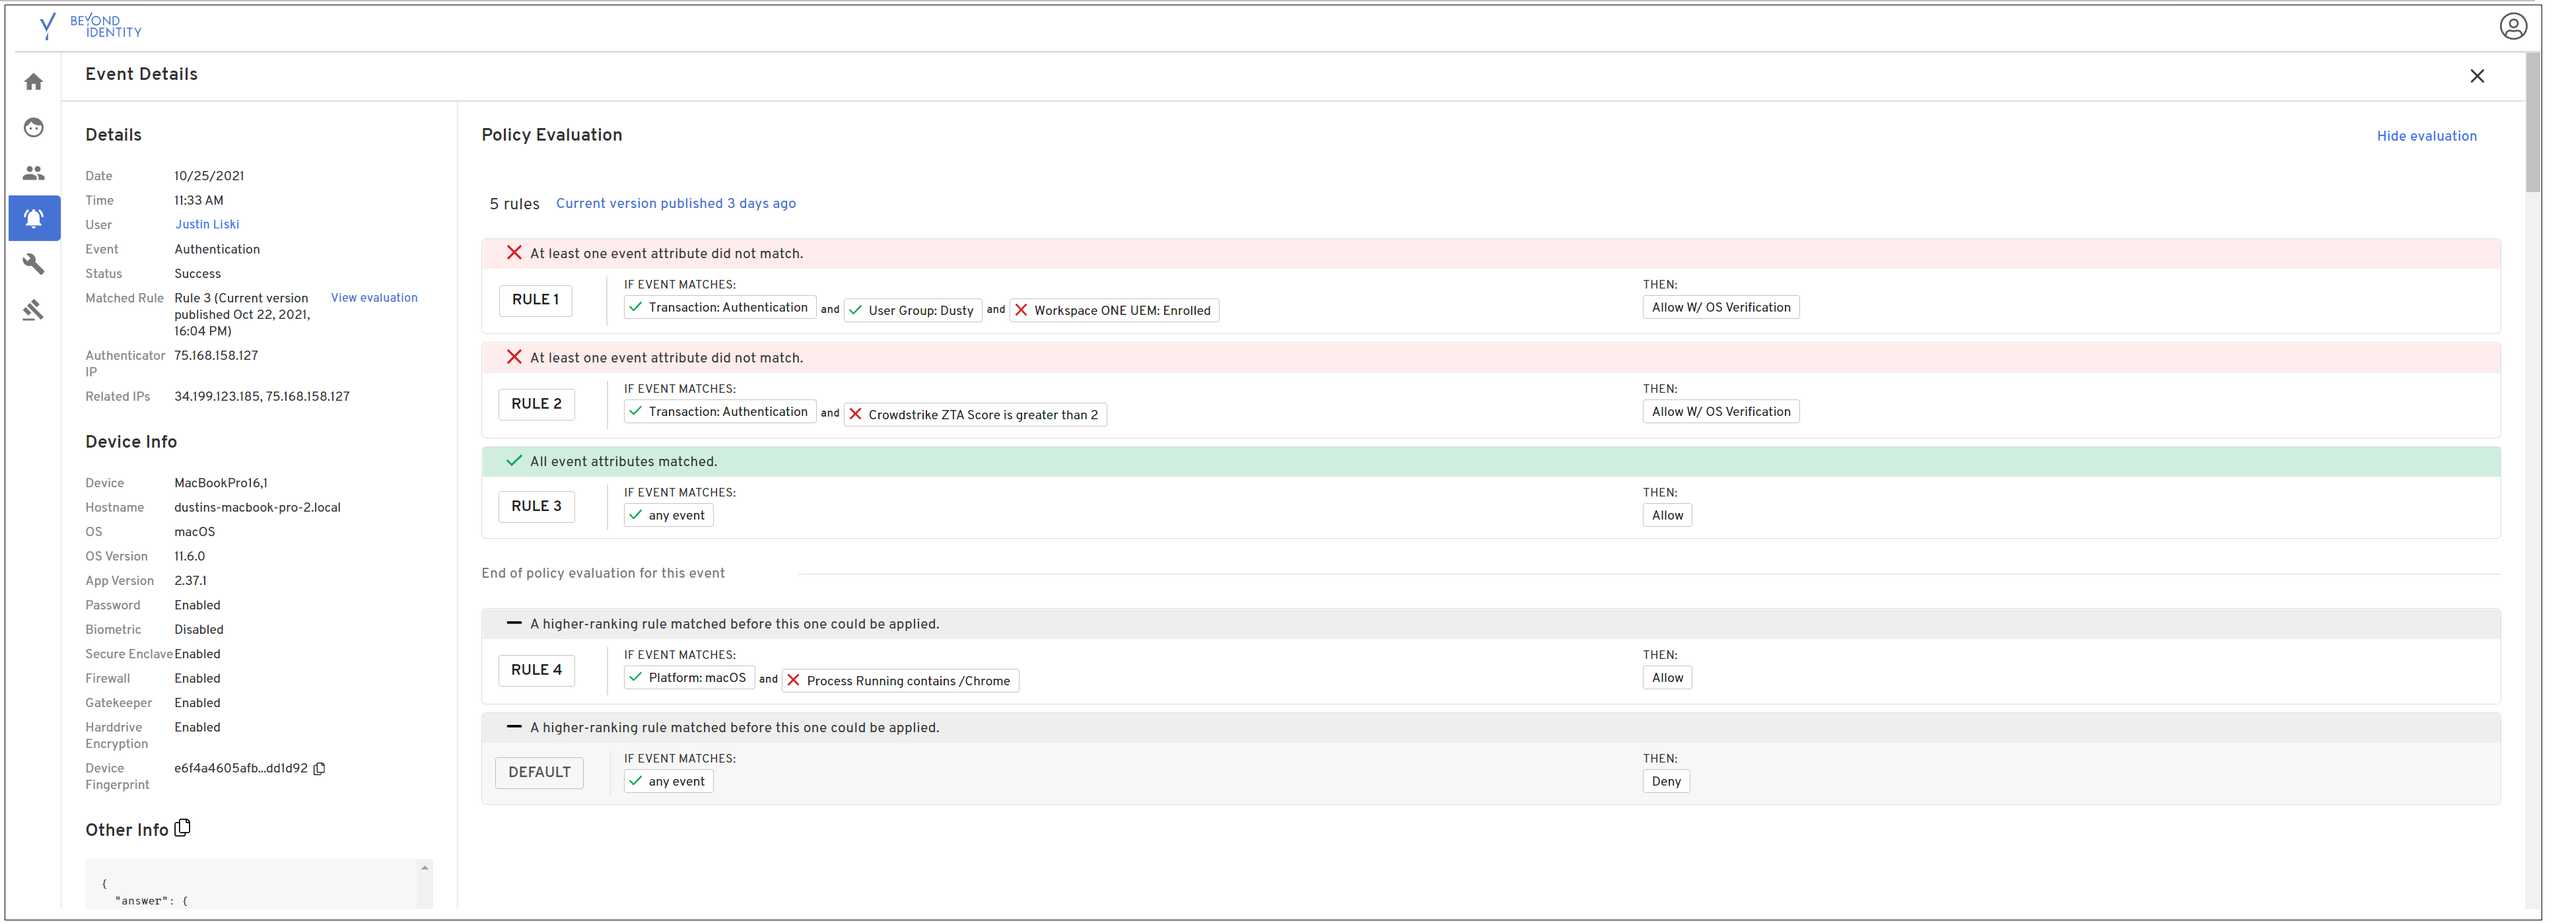 BEYOND
IDENTITY
Event Details
Details
Date 10/25/2021
Time 11:33 AM
User Justin Liski
Event Authentication
Status Success
Matched Rule Rule 3 (Current version View evaluation
published Oct 22, 2021,
16:04 PM)
Authenticator 75.168.158.127
IP
Related IPs 34.199.123.185, 75.168.158.127
Device Info
Device MacBookPro16,1
Hostname dustins-macbook-pro-2.local
OS macOS
OS Version 11.6.0
App Version 2.37.1
Password Enabled
Biometric Disabled
Secure Enclave Enabled
Firewall Enabled
Gatekeeper Enabled
Harddrive Enabled
Encryption
Device e6f4a4605afb...dd1d92
Fingerprint
Other Info
{
"answer": {
Policy Evaluation
Hide evaluation
5 rules Current version published 3 days ago
At least one event attribute did not match.
RULE 1
IF EVENT MATCHES:
Transaction: Authentication and User Group: Dusty and Workspace ONE UEM: Enrolled
THEN:
Allow W/ OS Verification
At least one event attribute did not match.
RULE 2
IF EVENT MATCHES:
Transaction: Authentication and Crowdstrike ZTA Score is greater than 2
THEN:
Allow W/ OS Verification
All event attributes matched.
RULE 3
IF EVENT MATCHES:
any event
THEN:
Allow
End of policy evaluation for this event
A higher-ranking rule matched before this one could be applied.
RULE 4
IF EVENT MATCHES:
Platform: macOS and Process Running contains /Chrome
THEN:
Allow
A higher-ranking rule matched before this one could be applied.
DEFAULT
IF EVENT MATCHES:
any event
THEN:
Deny